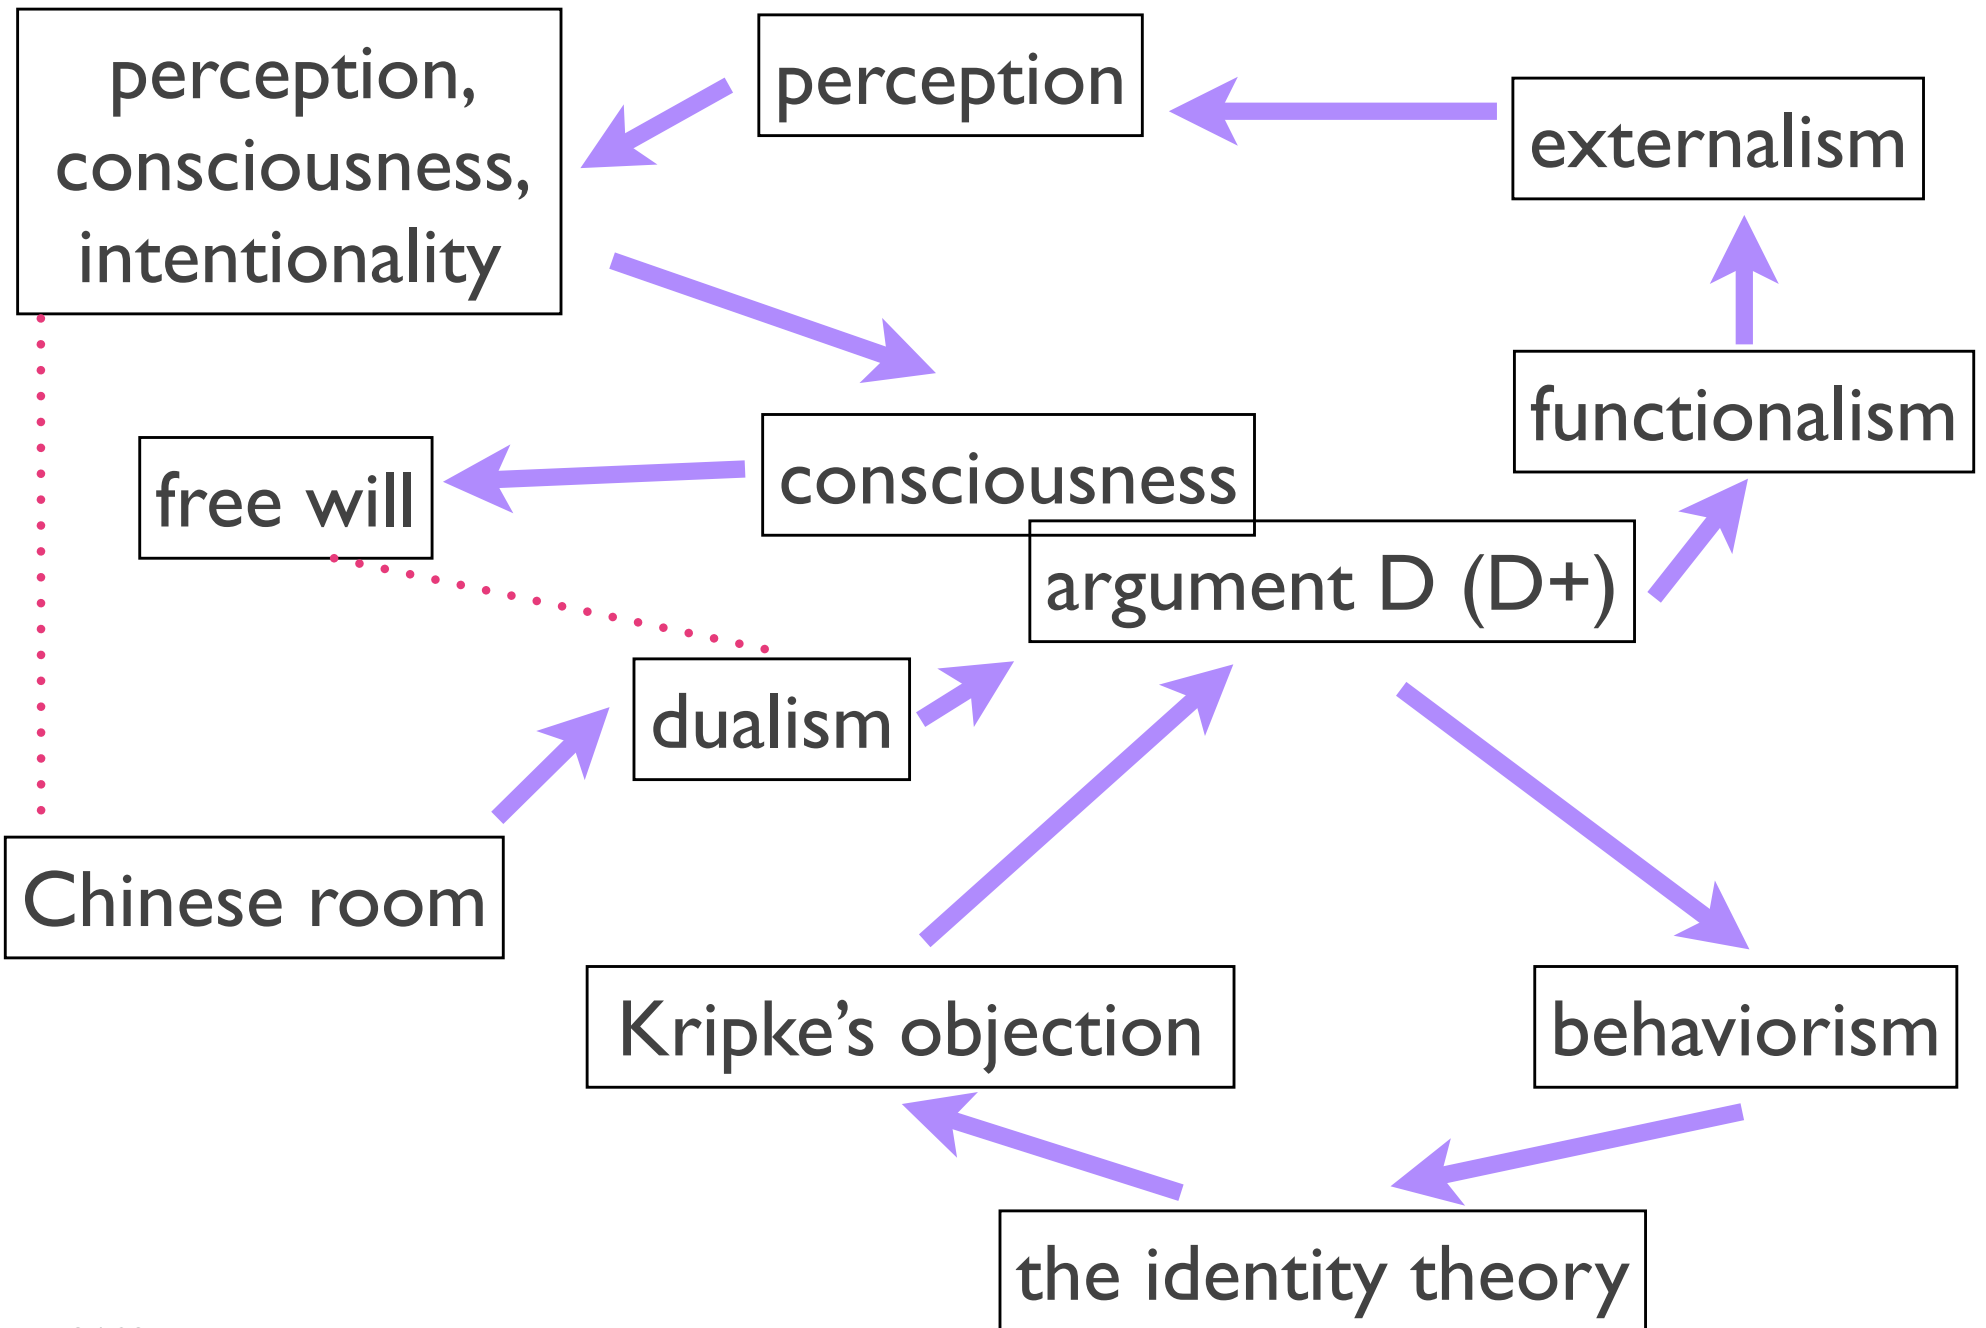 perception,
consciousness,
intentionality
perception
externalism
functionalism
free will
consciousness
argument D (D+)
dualism
Chinese room
Kripke’s objection
behaviorism
the identity theory